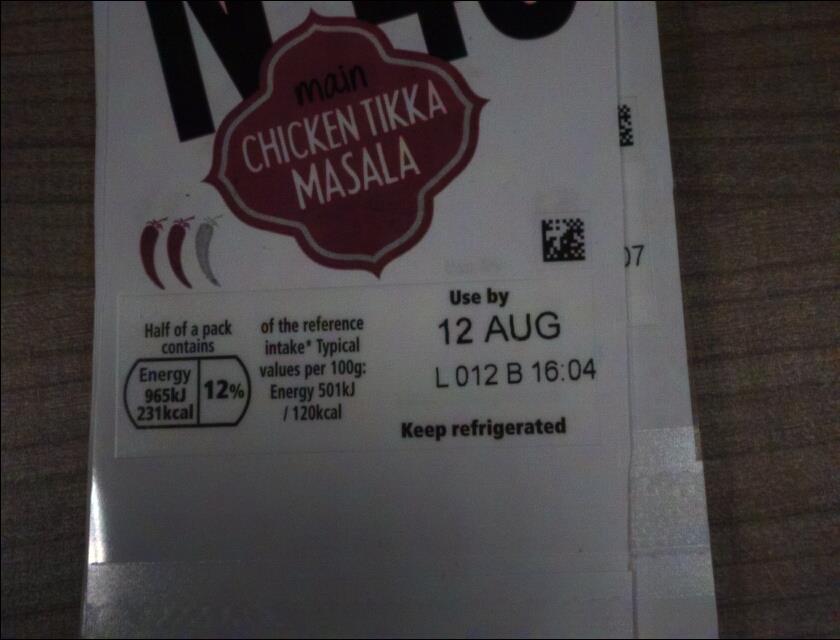 main
CHICKEN TIKKA
MASALA
07
Use by
12 AUG
L 012 B 16:04
Keep refrigerated
Half of a pack
contains
Energy
965kJ
231kcal
12%
of the reference
intake* Typical
values per 100g:
Energy 501kJ
/ 120kcal